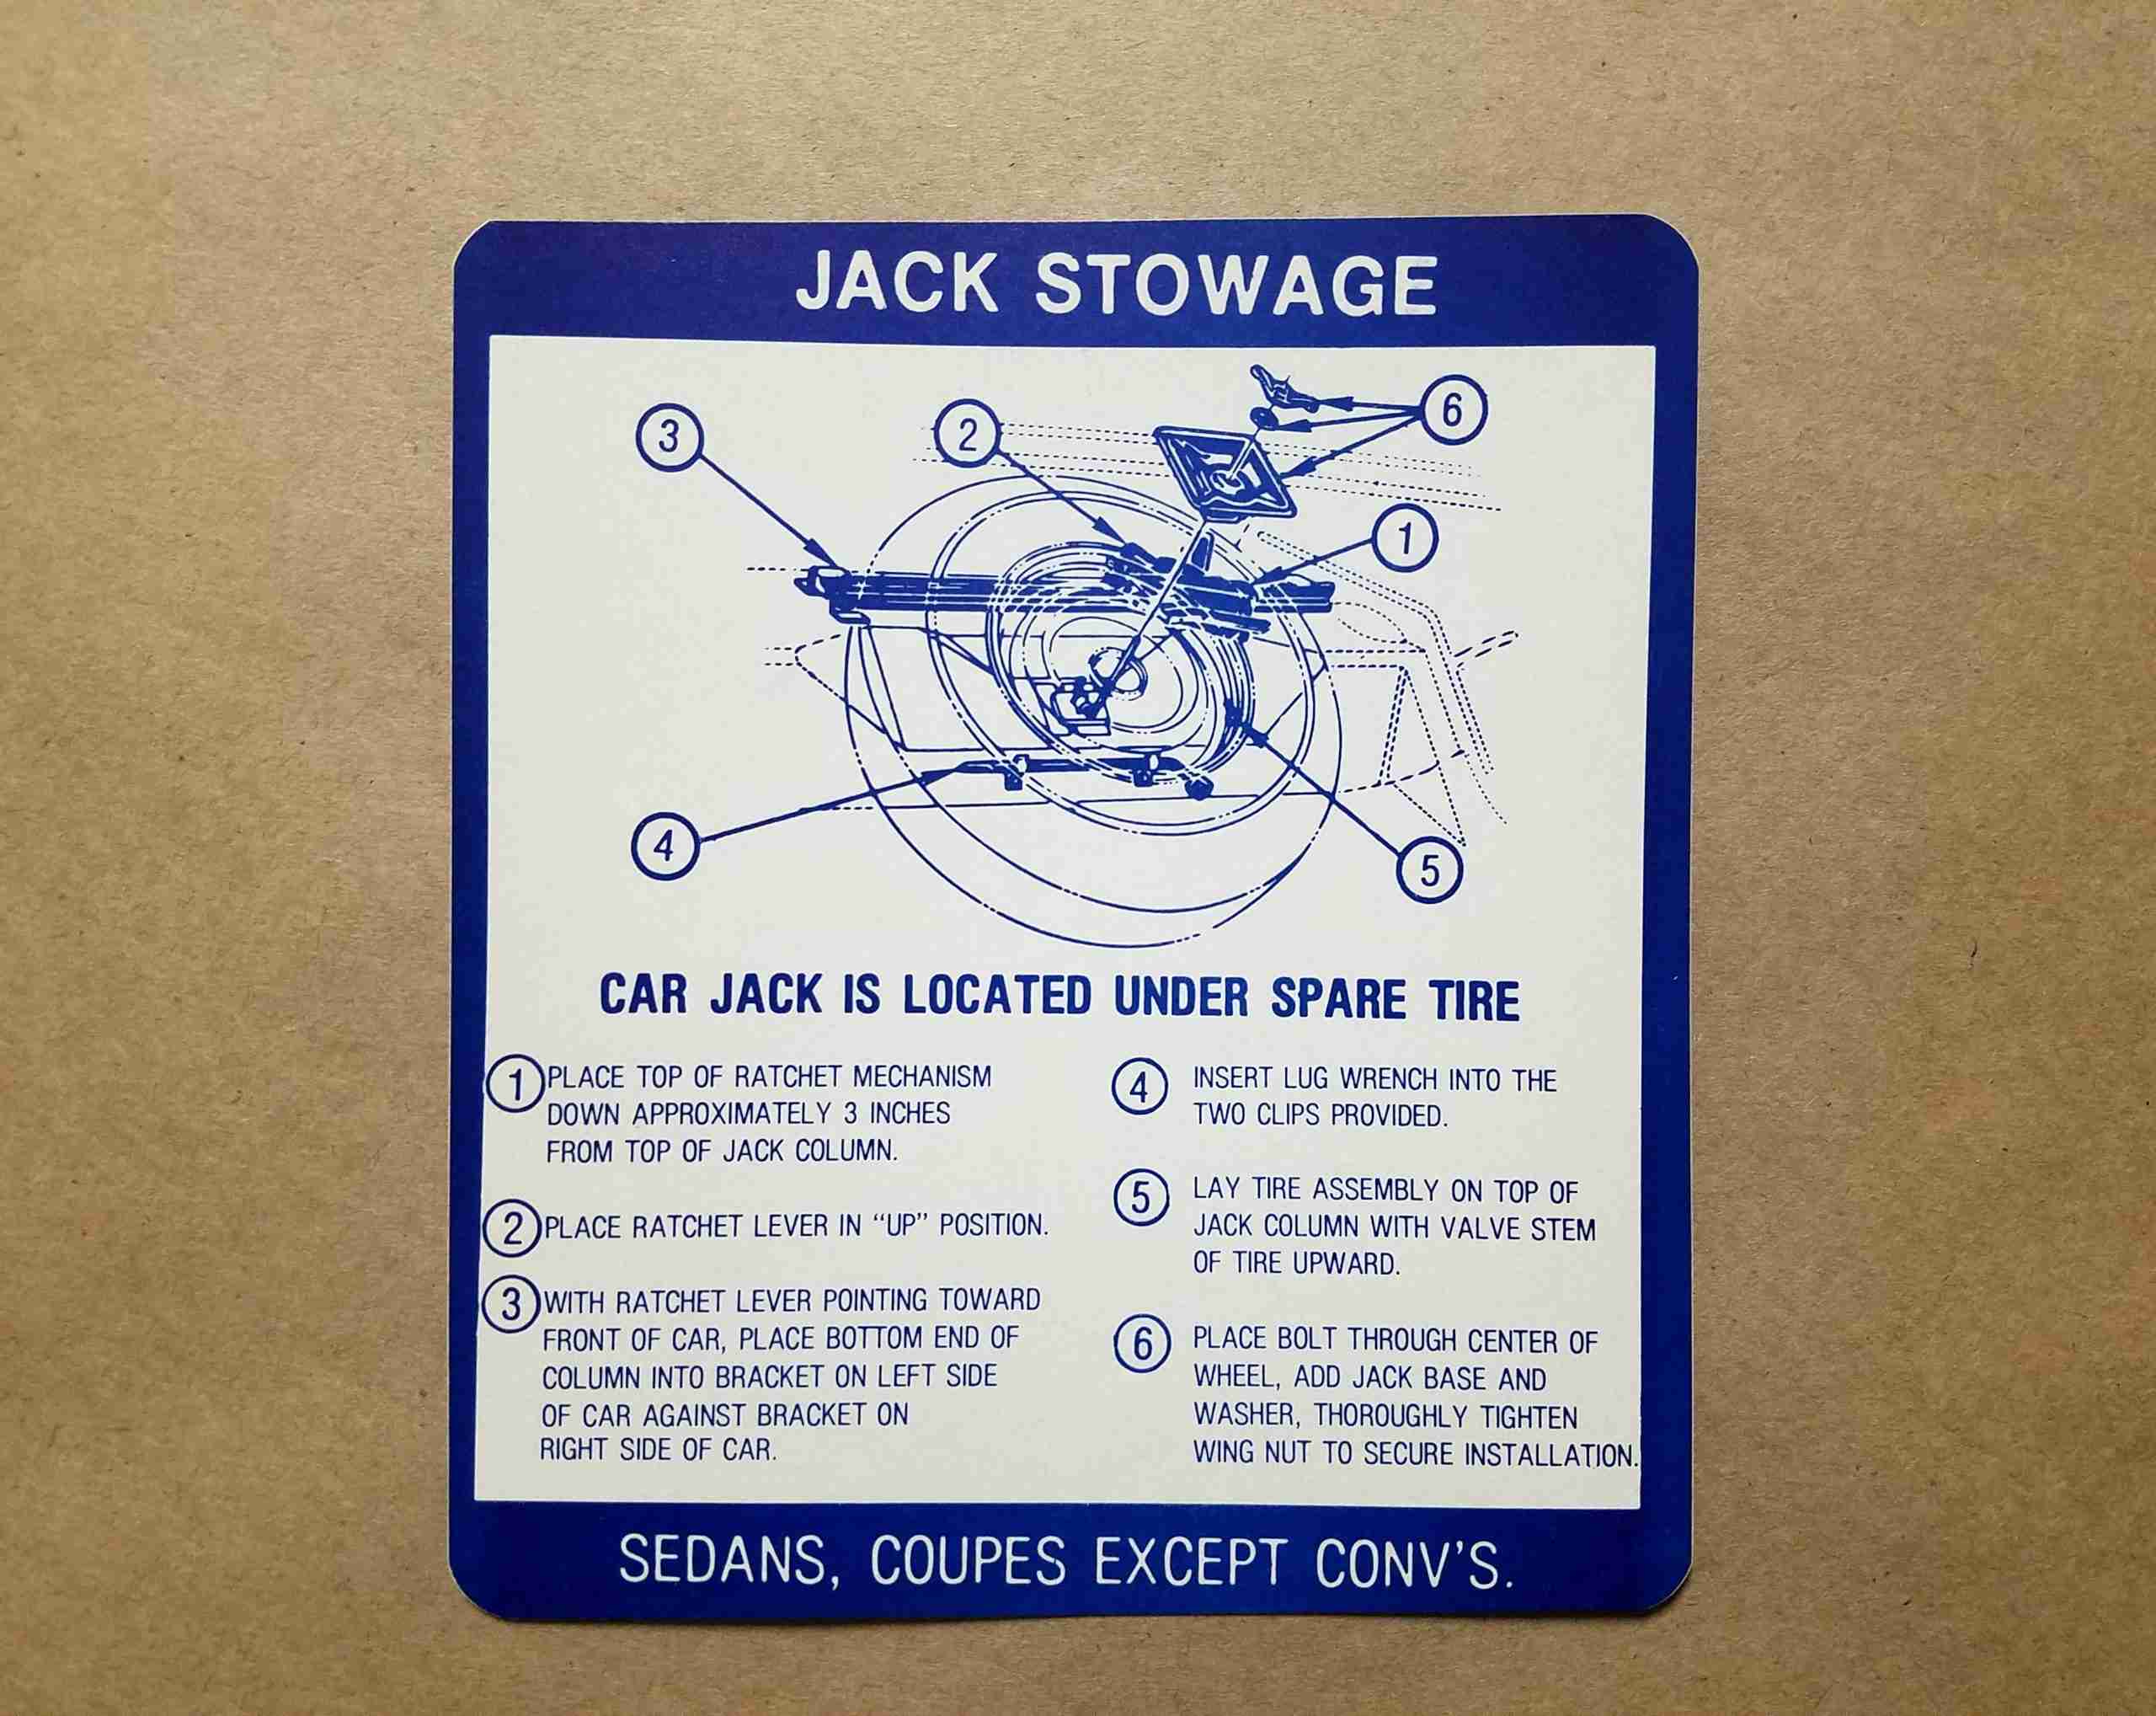 JACK STOWAGE
3
2
6
1
4
5
CAR JACK IS LOCATED UNDER SPARE TIRE
1 PLACE TOP OF RATCHET MECHANISM
DOWN APPROXIMATELY 3 INCHES
FROM TOP OF JACK COLUMN.
2 PLACE RATCHET LEVER IN “UP” POSITION.
3 WITH RATCHET LEVER POINTING TOWARD
FRONT OF CAR, PLACE BOTTOM END OF
COLUMN INTO BRACKET ON LEFT SIDE
OF CAR AGAINST BRACKET ON
RIGHT SIDE OF CAR.
4 INSERT LUG WRENCH INTO THE
TWO CLIPS PROVIDED.
5 LAY TIRE ASSEMBLY ON TOP OF
JACK COLUMN WITH VALVE STEM
OF TIRE UPWARD.
6 PLACE BOLT THROUGH CENTER OF
WHEEL, ADD JACK BASE AND
WASHER, THOROUGHLY TIGHTEN
WING NUT TO SECURE INSTALLATION.
SEDANS, COUPES EXCEPT CONV'S.